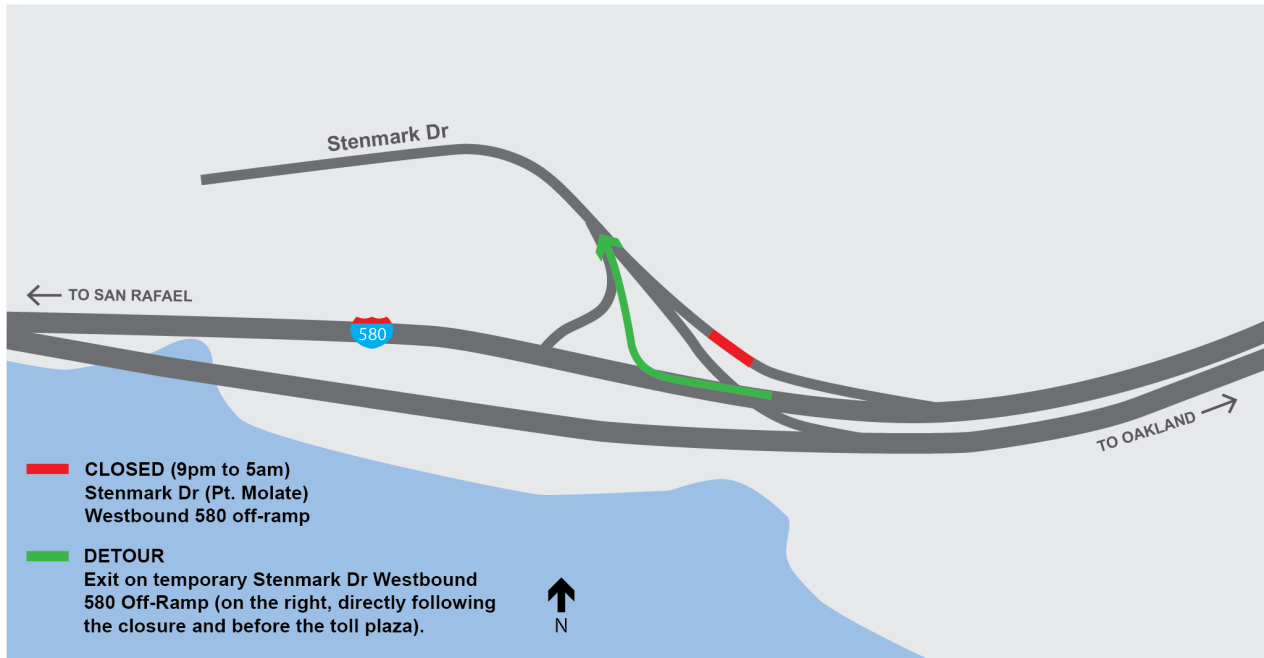 Stenmark Dr
TO SAN RAFAEL
580
TO OAKLAND
CLOSED (9pm to 5am)
Stenmark Dr (Pt. Molate)
Westbound 580 off-ramp
DETOUR
Exit on temporary Stenmark Dr Westbound
580 Off-Ramp (on the right, directly following
the closure and before the toll plaza).
N